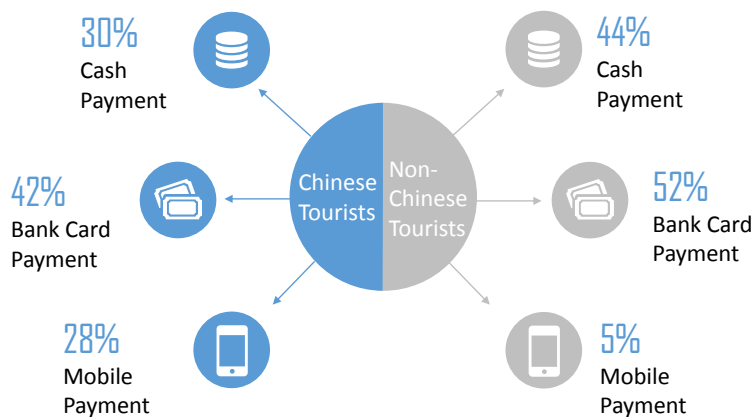 30%
Cash
Payment
44%
Cash
Payment
Chinese
Tourists
Non-
Chinese
Tourists
42%
Bank Card
Payment
52%
Bank Card
Payment
28%
Mobile
Payment
5%
Mobile
Payment